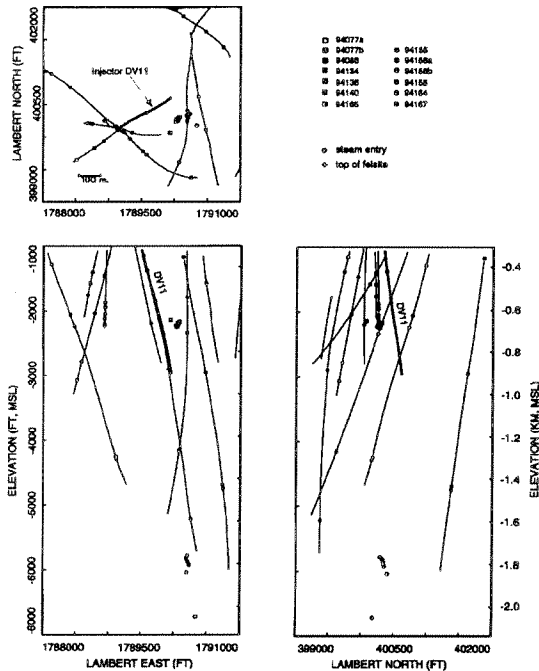 LAMBERT NORTH (FT)
402000
400500
399000
Injector DV11
100 m.
1788000 1789500 1791000
94077a
94077b
94088
94134
94136
94140
94165
94155
94156a
94156b
94158
94164
94167
steam entry
top of felsite
ELEVATION (FT, MSL)
-1000
-2000
-3000
-4000
-5000
-6000
DV11
1788000 1789500 1791000
LAMBERT EAST (FT)
DV11
-0.4
-0.6
-0.8
-1.0
-1.2
-1.4
-1.6
-1.8
-2.0
ELEVATION (KM, MSL)
399000 400500 402000
LAMBERT NORTH (FT)